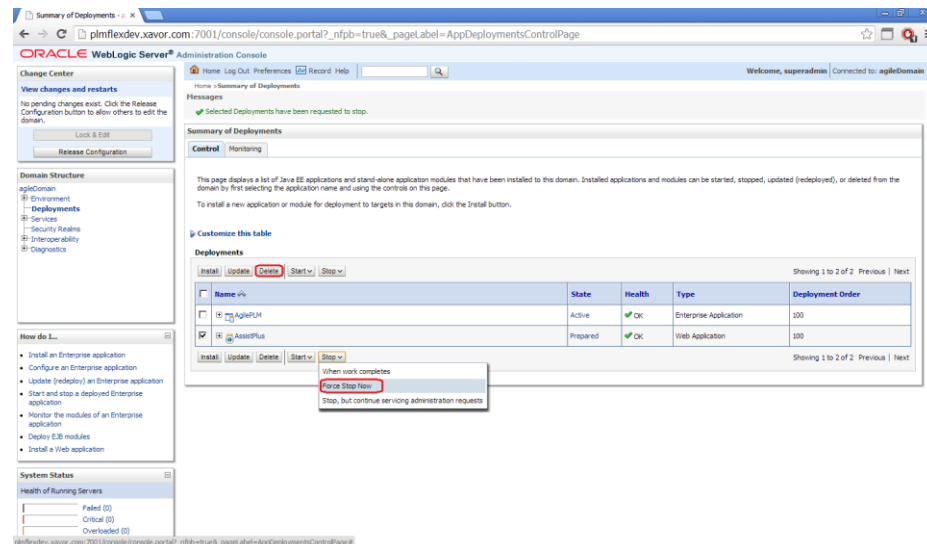 Summary of Deployments - o
plmflexdev.xavor.com:7001/console/console.portal?_nfpb=true&_pageLabel=AppDeploymentsControlPage
ORACLE WebLogic Server® Administration Console
Change Center
View changes and restarts
No pending changes exist. Click the Release
Configuration button to allow others to edit the
domain.
Lock & Edit
Release Configuration
Domain Structure
agileDomain
Environment
Deployments
Services
Security Realms
Interoperability
Diagnostics
How do I...
Install an Enterprise application
Configure an Enterprise application
Update (redeploy) an Enterprise application
Start and stop a deployed Enterprise
application
Monitor the modules of an Enterprise
application
Deploy EJB modules
Install a Web application
System Status
Health of Running Servers
Failed (0)
Critical (0)
Overloaded (0)
Home Log Out Preferences Record Help
Welcome, superadmin Connected to: agileDomain
Home >Summary of Deployments
Messages
Selected Deployments have been requested to stop.
Summary of Deployments
Control Monitoring
This page displays a list of Java EE applications and stand-alone application modules that have been installed to this domain. Installed applications and modules can be started, stopped, updated (redeployed), or deleted from the
domain by first selecting the application name and using the controls on this page.
To install a new application or module for deployment to targets in this domain, click the Install button.
Customize this table
Deployments
Install Update Delete Start Stop Showing 1 to 2 of 2 Previous | Next
Name State Health Type Deployment Order
AgilePLM Active OK Enterprise Application 100
AssistPlus Prepared OK Web Application 100
Install Update Delete Start Stop Showing 1 to 2 of 2 Previous | Next
When work completes
Force Stop Now
Stop, but continue servicing administration requests
plmflexdev.xavor.com:7001/console/console.portal?_nfpb=true&_pageLabel=AppDeploymentsControlPage#